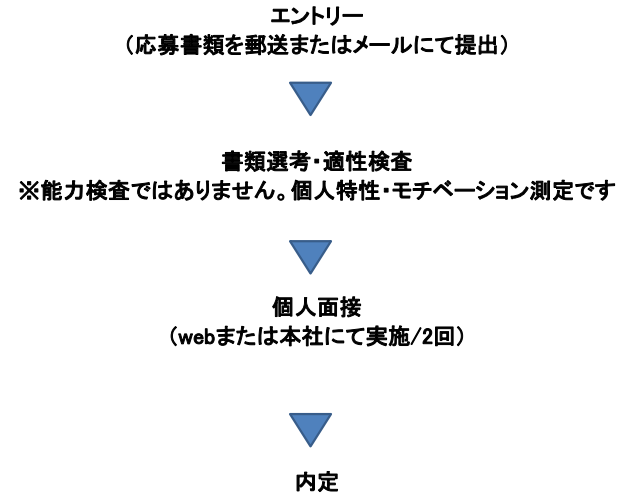 エントリー
（応募書類を郵送またはメールにて提出）
書類選考・適性検査
※能力検査ではありません。個人特性・モチベーション測定です
個人面接
（webまたは本社にて実施/2回）
内定